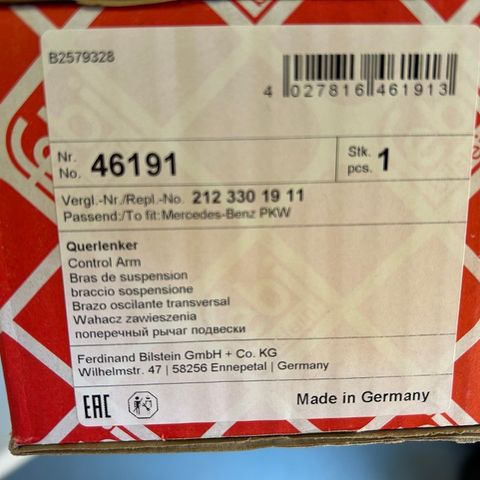 B2579328
4 027816 461913
Nr.
No. 46191
Stk.
pcs. 1
Vergl.-Nr./Repl.-No. 212 330 19 11
Passend:/To fit:Mercedes-Benz PKW
Querlenker
Control Arm
Bras de suspension
braccio sospensione
Brazo oscilante transversal
Wahacz zawieszenia
поперечный рычаг подвески
Ferdinand Bilstein GmbH + Co. KG
Wilhelmstr. 47 | 58256 Ennepetal | Germany
EAC
Made in Germany